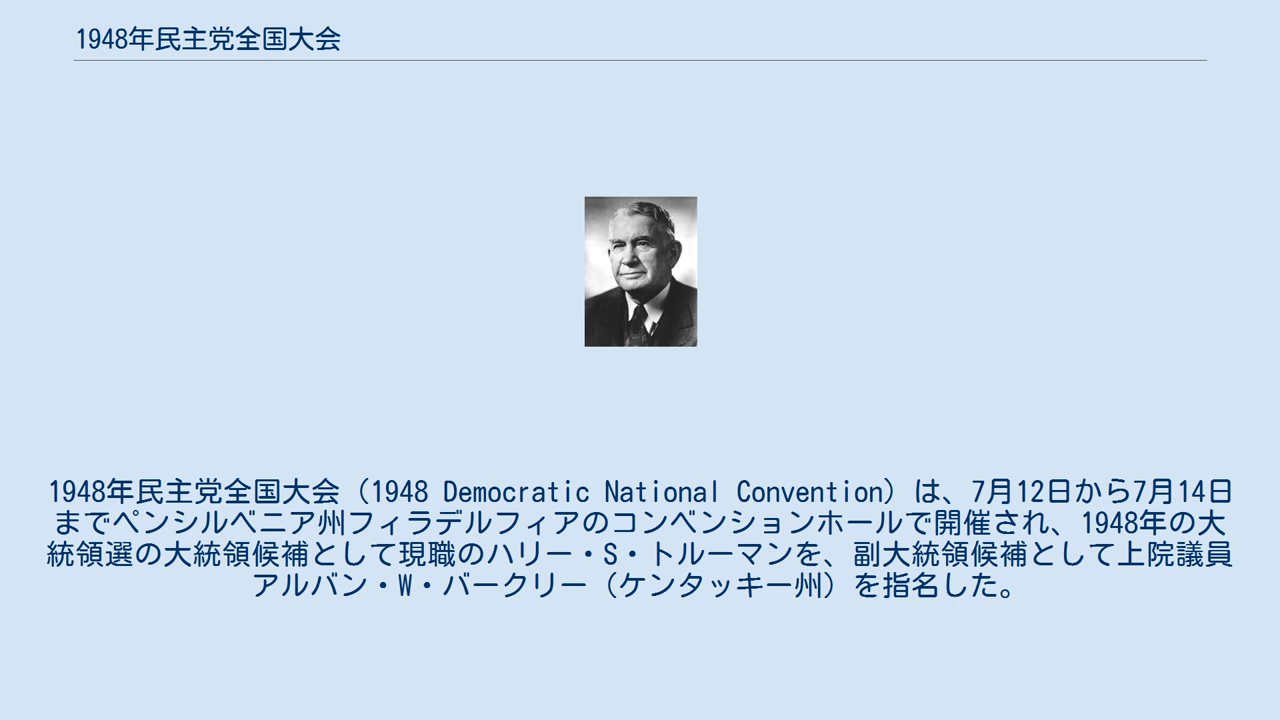 1948年民主党全国大会
1948年民主党全国大会（1948 Democratic National Convention）は、7月12日から7月14日
までペンシルベニア州フィラデルフィアのコンベンションホールで開催され、1948年の大
統領選の大統領候補として現職のハリー・S・トルーマンを、副大統領候補として上院議員
アルバン・W・バークリー（ケンタッキー州）を指名した。